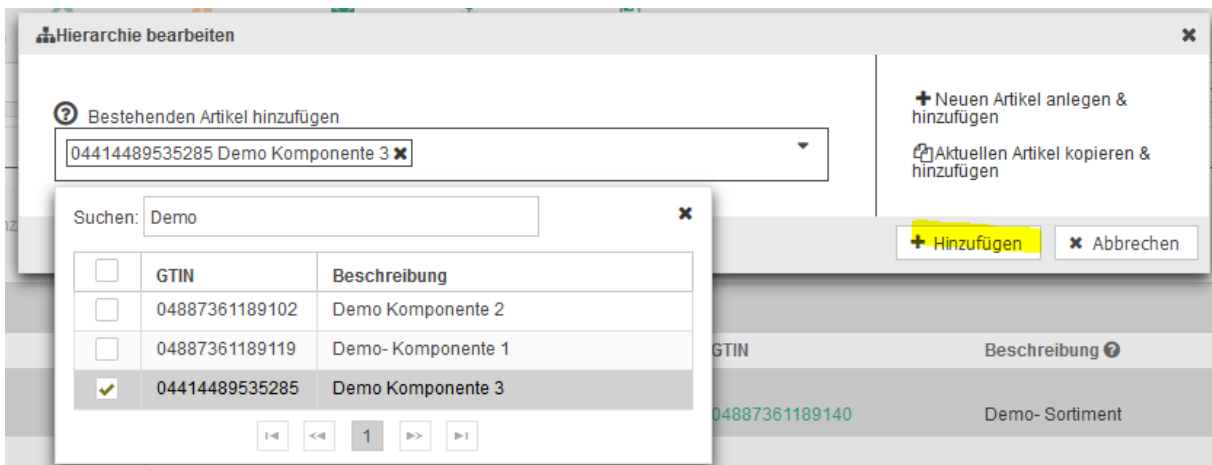 Hierarchie bearbeiten
Bestehenden Artikel hinzufügen
04414489535285 Demo Komponente 3
Neuen Artikel anlegen &
hinzufügen
Aktuellen Artikel kopieren &
hinzufügen
Suchen: Demo
Hinzufügen
Abbrechen
GTIN Beschreibung
04887361189102 Demo Komponente 2
04887361189119 Demo- Komponente 1
04414489535285 Demo Komponente 3
1
GTIN Beschreibung
04887361189140 Demo- Sortiment